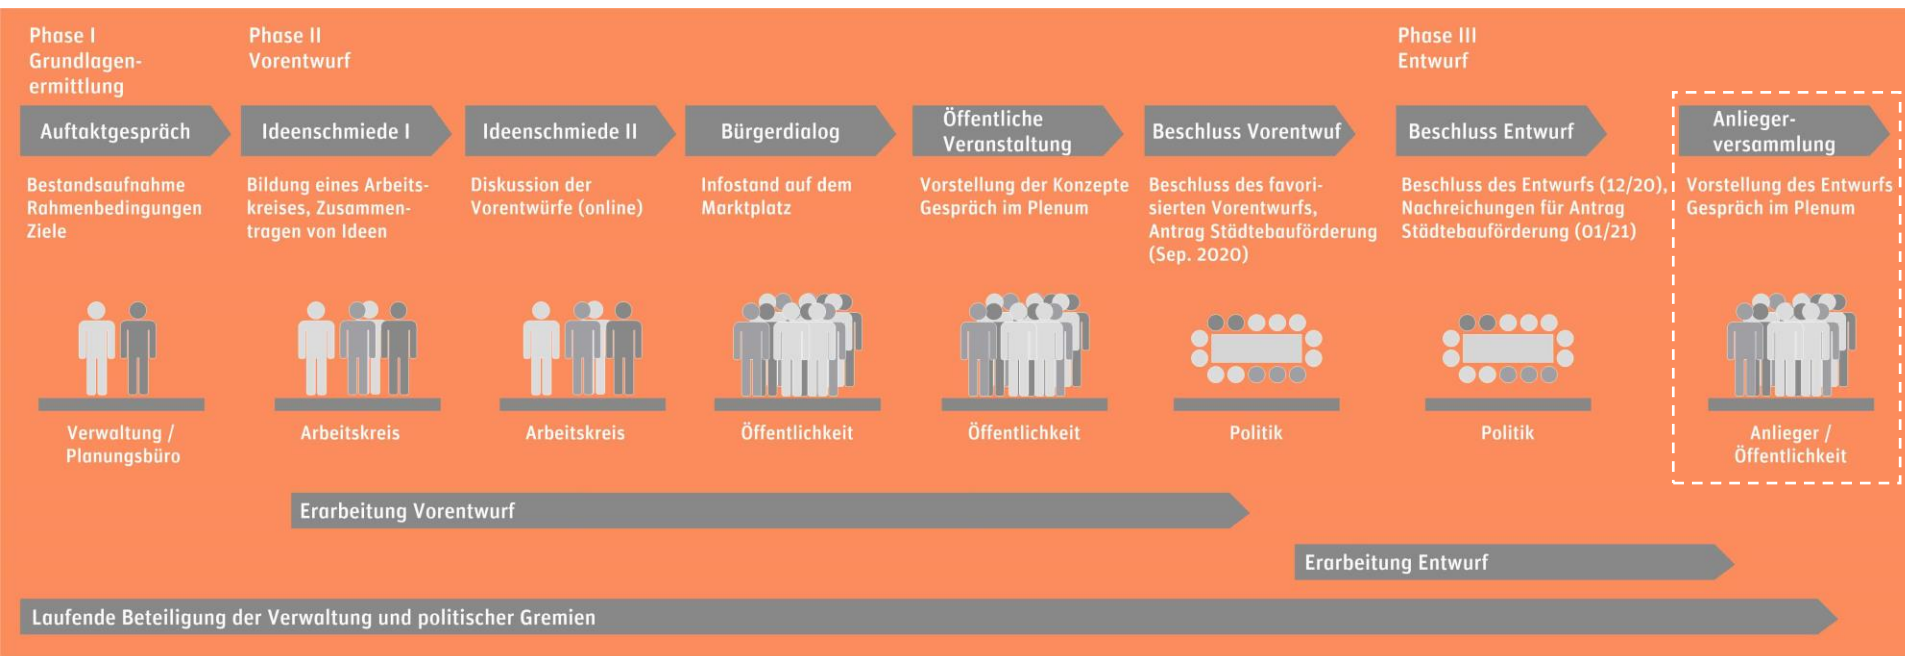 Phase I
Grundlagen-
ermittlung
Phase II
Vorentwurf
Phase III
Entwurf
Auftaktgespräch
Ideenschmiede I
Ideenschmiede II
Bürgerdialog
Öffentliche
Veranstaltung
Beschluss Vorentwuf
Beschluss Entwurf
Anlieger-
versammlung
Bestandsaufnahme
Rahmenbedingungen
Ziele
Bildung eines Arbeits-
kreises, Zusammen-
tragen von Ideen
Diskussion der
Vorentwürfe (online)
Infostand auf dem
Marktplatz
Vorstellung der Konzepte
Gespräch im Plenum
Beschluss des favori-
sierten Vorentwurfs,
Antrag Städtebauförderung
(Sep. 2020)
Beschluss des Entwurfs (12/20),
Nachreichungen für Antrag
Städtebauförderung (01/21)
Vorstellung des Entwurfs
Gespräch im Plenum
Verwaltung /
Planungsbüro
Arbeitskreis
Arbeitskreis
Öffentlichkeit
Öffentlichkeit
Politik
Politik
Anlieger /
Öffentlichkeit
Erarbeitung Vorentwurf
Erarbeitung Entwurf
Laufende Beteiligung der Verwaltung und politischer Gremien